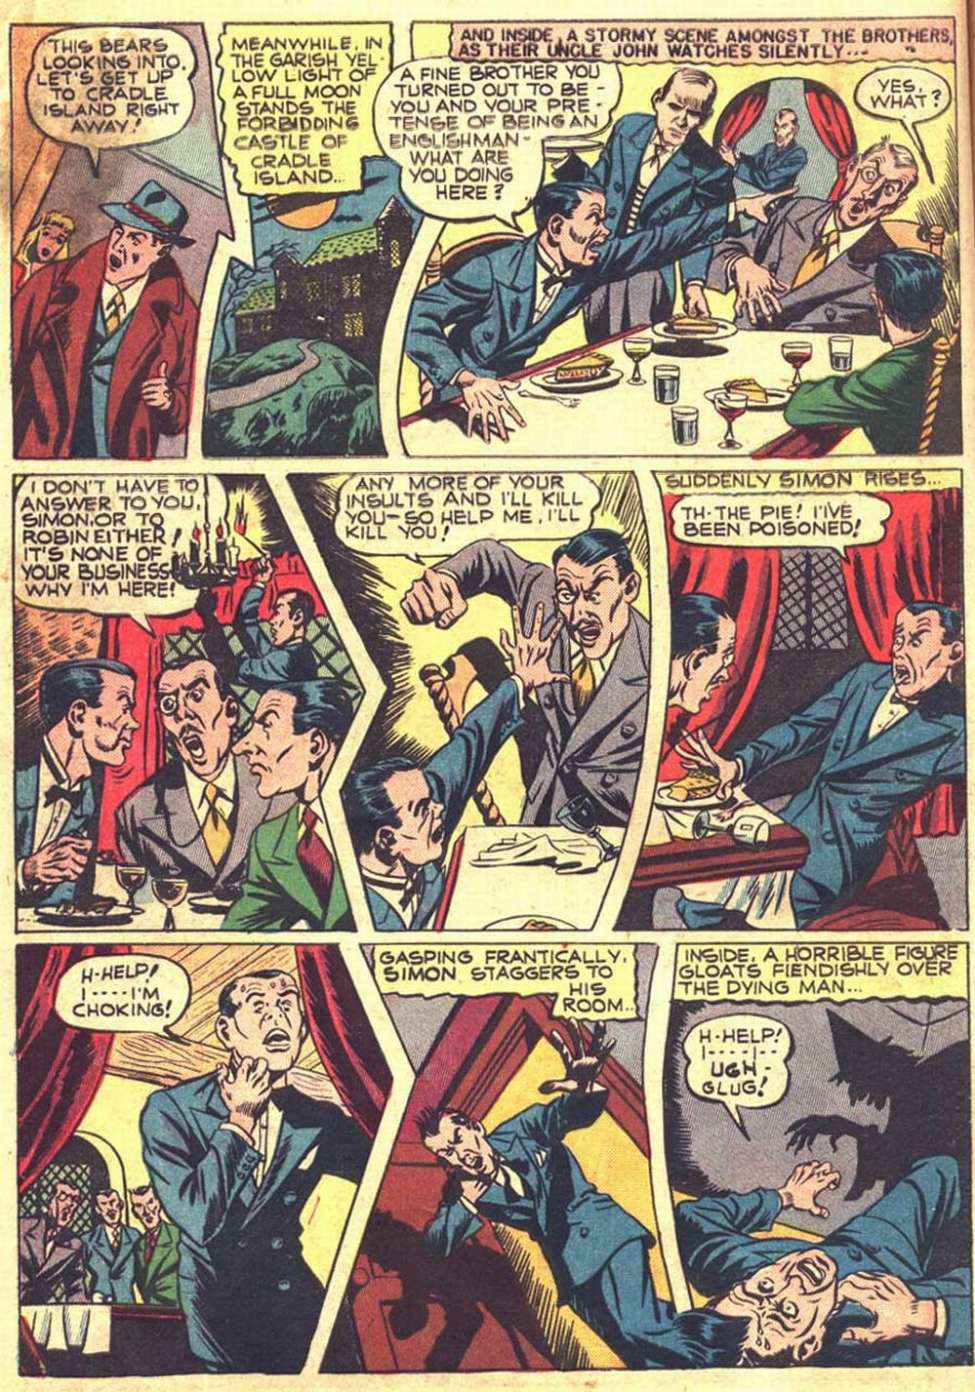 THIS BEARS
LOOKING INTO.
LET'S GET UP
TO CRADLE
ISLAND RIGHT
AWAY!
MEANWHILE, IN
THE GARISH YEL-
LOW LIGHT OF
A FULL MOON
STANDS THE
FORBIDDING
CASTLE OF
CRADLE
ISLAND...
AND INSIDE, A STORMY SCENE AMONGST THE BROTHERS,
AS THEIR UNCLE JOHN WATCHES SILENTLY...
A FINE BROTHER YOU
TURNED OUT TO BE-
YOU AND YOUR PRE-
TENSE OF BEING AN
ENGLISHMAN-
WHAT ARE
YOU DOING
HERE?
YES,
WHAT?
I DON'T HAVE TO
ANSWER TO YOU,
SIMON, OR TO
ROBIN EITHER!
IT'S NONE OF
YOUR BUSINESS
WHY I'M HERE!
ANY MORE OF YOUR
INSULTS AND I'LL KILL
YOU- SO HELP ME, I'LL
KILL YOU!
SUDDENLY SIMON RISES...
TH-THE PIE! I'VE
BEEN POISONED!
H-HELP!
I----I'M
CHOKING!
GASPING FRANTICALLY,
SIMON STAGGERS TO
HIS
ROOM...
INSIDE, A HORRIBLE FIGURE
GLOATS FIENDISHLY OVER
THE DYING MAN...
H-HELP!
I----I--
UGH-
GLUG!